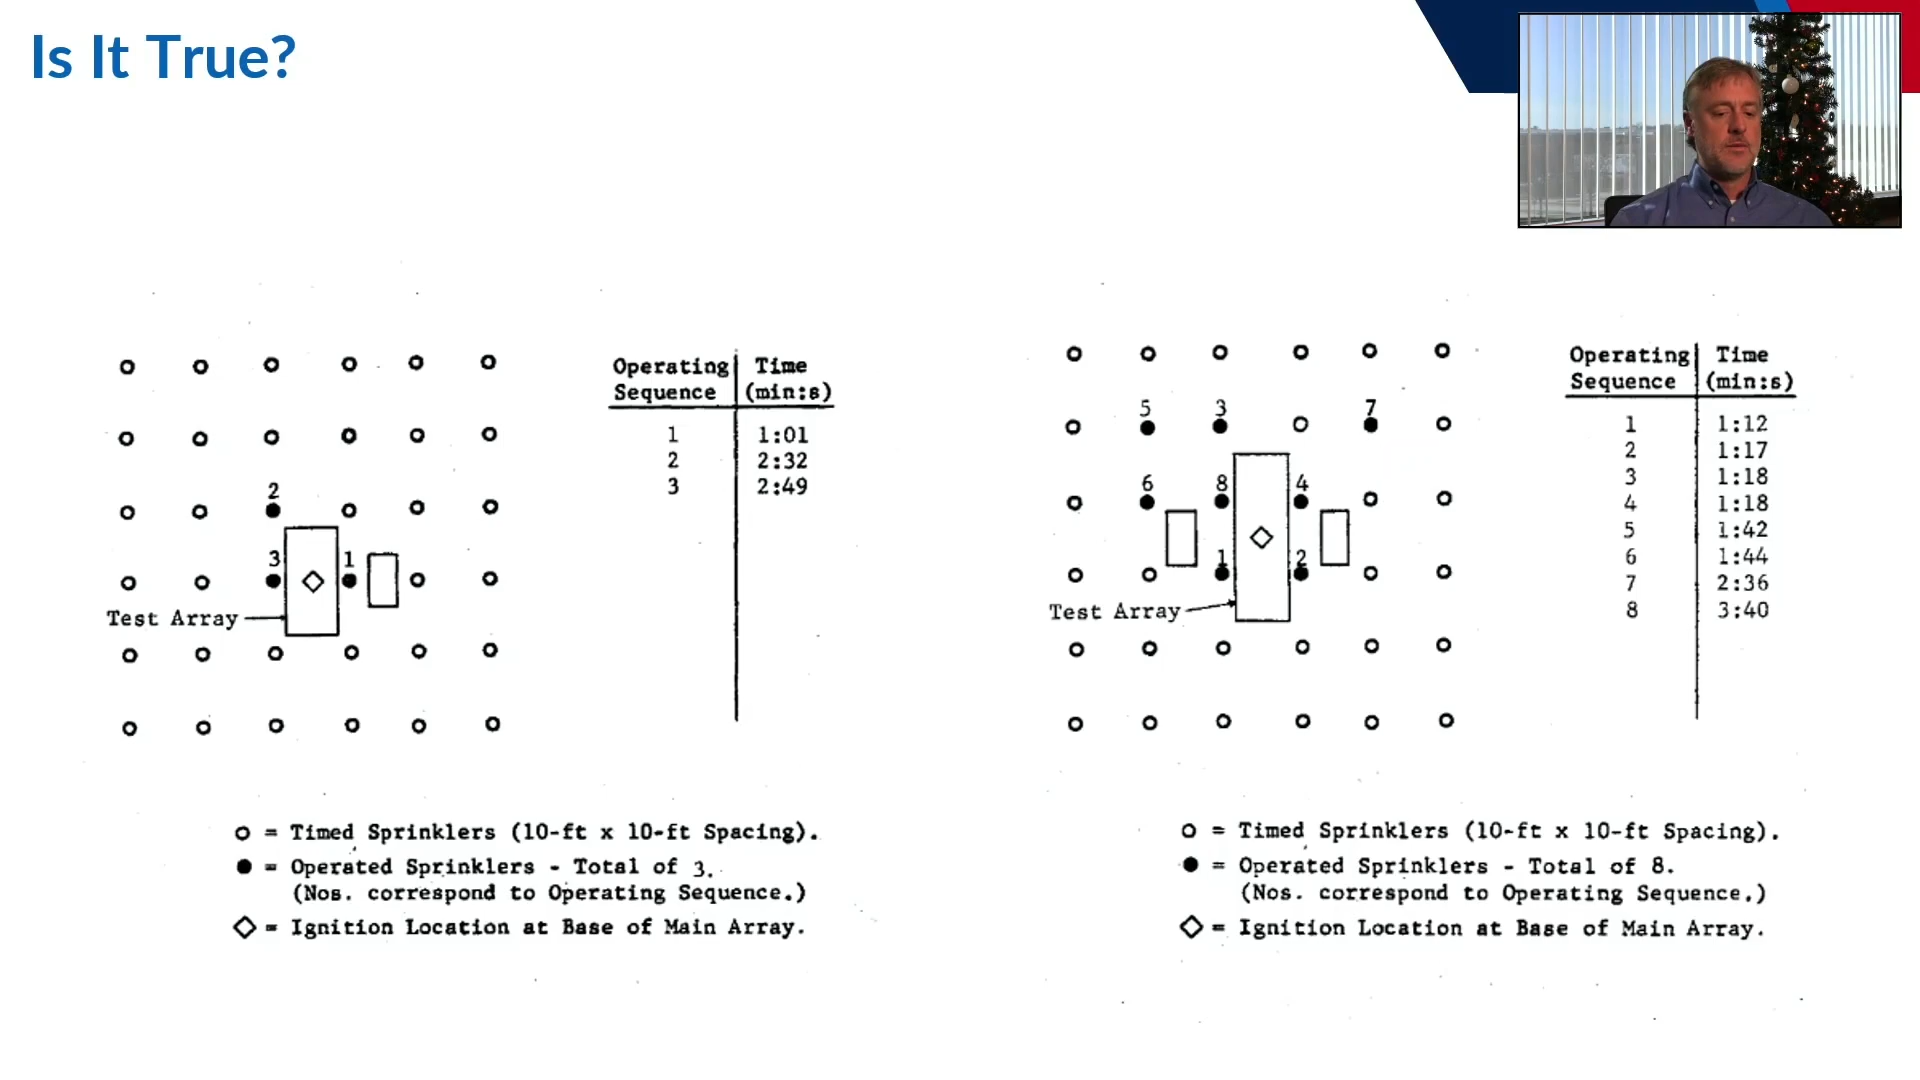 Is It True?
Operating Time
Sequence (min:s)
1 1:01
2 2:32
3 2:49
2
3 1
Test Array
O = Timed Sprinklers (10-ft x 10-ft Spacing).
● = Operated Sprinklers - Total of 3.
(Nos. correspond to Operating Sequence.)
◇ = Ignition Location at Base of Main Array.
Operating Time
Sequence (min:s)
1 1:12
2 1:17
3 1:18
4 1:18
5 1:42
6 1:44
7 2:36
8 3:40
5 3 7
6 8 4
1 2
Test Array
O = Timed Sprinklers (10-ft x 10-ft Spacing).
● = Operated Sprinklers - Total of 8.
(Nos. correspond to Operating Sequence.)
◇ = Ignition Location at Base of Main Array.